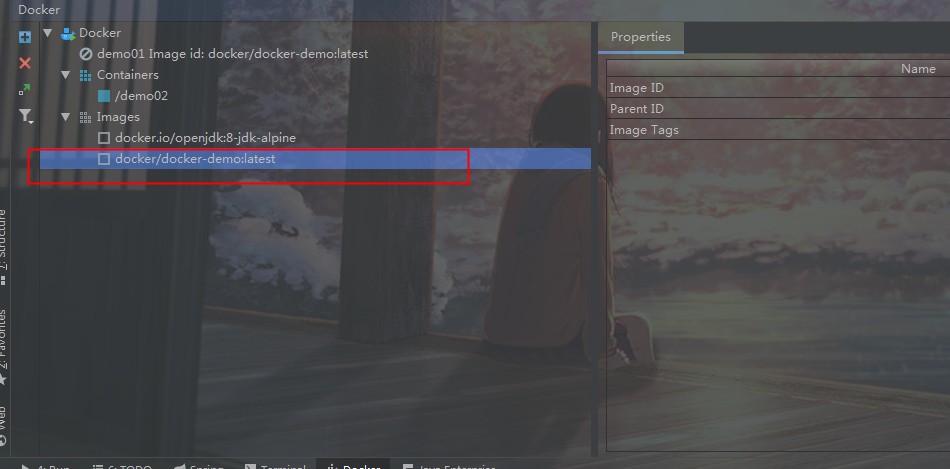 Docker
Docker
demo01 Image id: docker/docker-demo:latest
Containers
/demo02
Images
docker.io/openjdk:8-jdk-alpine
docker/docker-demo:latest
Properties
Name
Image ID
Parent ID
Image Tags
Z: Structure
2: Favorites
Web
4: Run
6: TODO
Spring
Terminal
Docker
Java Enterprise